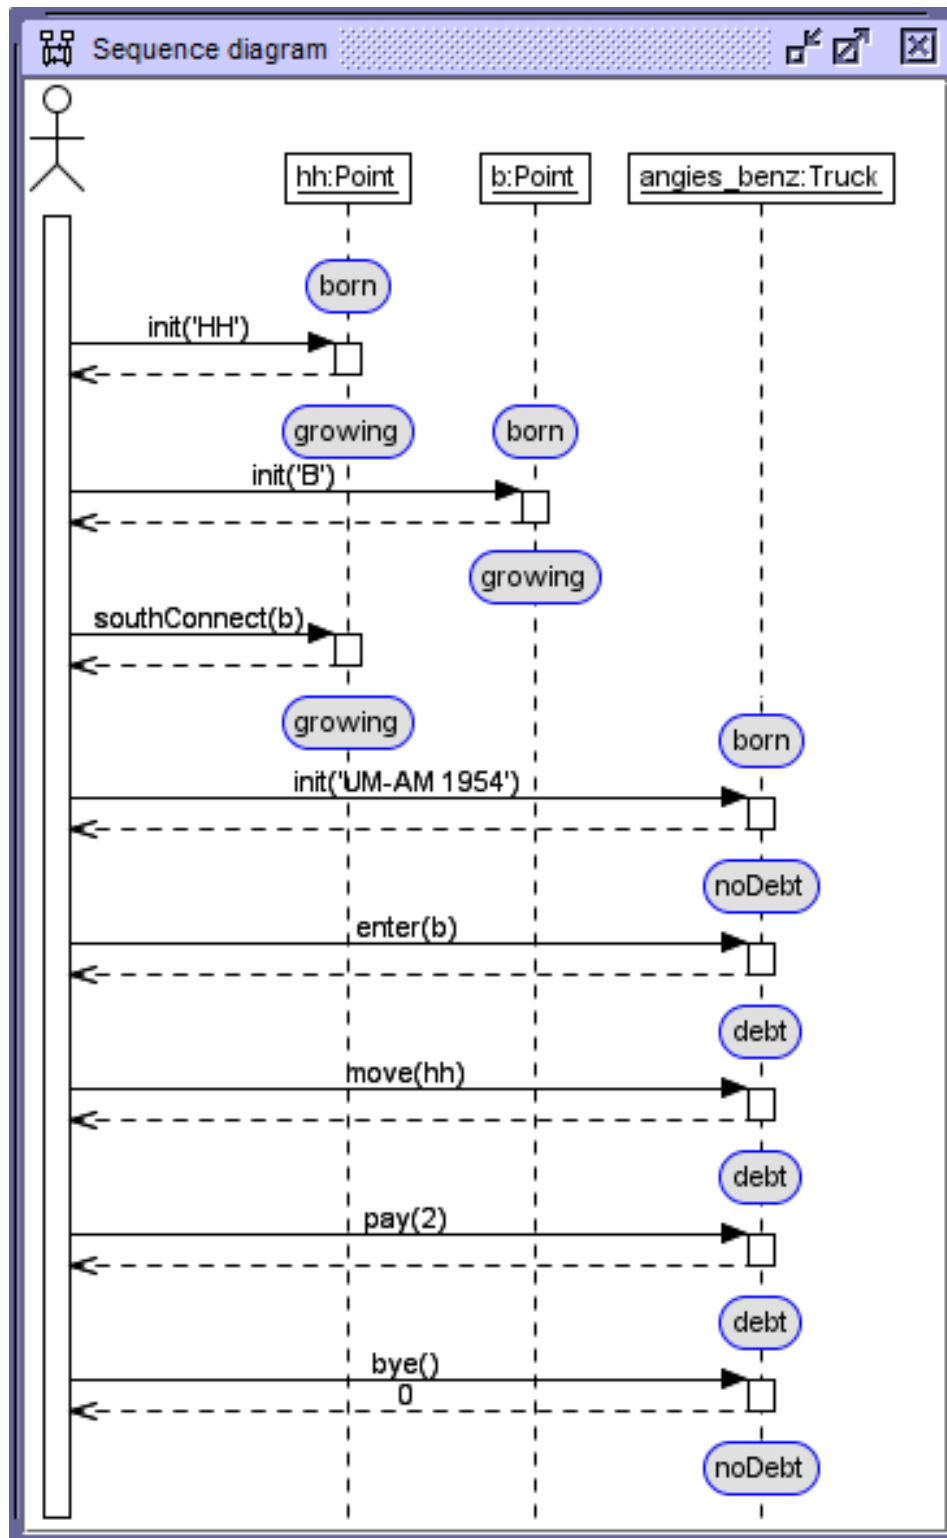 Sequence diagram
hh:Point
b:Point
angies_benz:Truck
born
init('HH')
growing
born
init('B')
growing
southConnect(b)
growing
born
init('UM-AM 1954')
noDebt
enter(b)
debt
move(hh)
debt
pay(2)
debt
bye()
0
noDebt